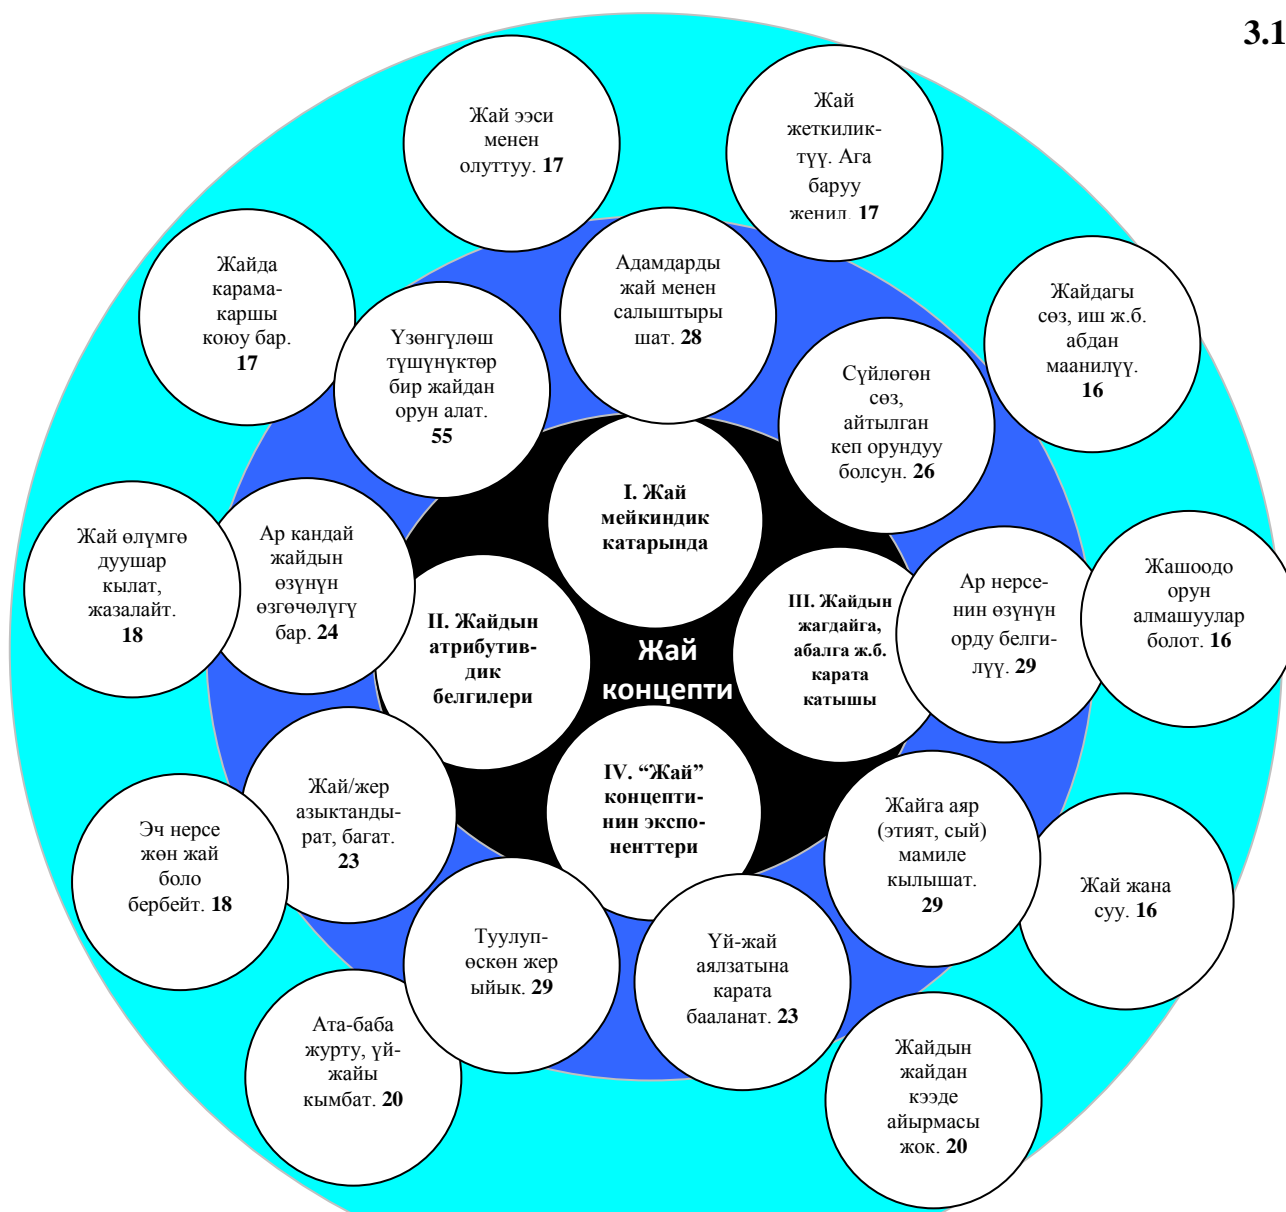 3.1
Жай ээси
менен
олуттуу. 17
Жай
жеткилик-
түү. Ага
баруу
женил. 17
Жайда
карама-
каршы
коюу бар.
17
Үзөнгүлөш
түшүнүктөр
бир жайдан
орун алат.
55
Адамдарды
жай менен
салыштыры
шат. 28
Сүйлөгөн
сөз,
айтылган
кеп орундуу
болсун. 26
Жайдагы
сөз, иш ж.б.
абдан
маанилүү.
16
Жай өлүмгө
дуушар
кылат,
жазалайт.
18
Ар кандай
жайдын
өзүнүн
өзгөчөлүгү
бар. 24
I. Жай
мейкиндик
катарында
II. Жайдын
атрибутив-
дик
белгилери
Жай
концепти
III. Жайдын
жагдайга,
абалга ж.б.
карата
катышы
Ар нерсе-
нин өзүнүн
орду белги-
лүү. 29
Жашоодо
орун
алмашуулар
болот. 16
IV. “Жай”
концепти-
нин экспо-
ненттери
Эч нерсе
жөн жай
боло
бербейт. 18
Жай/жер
азыктанды-
рат, багат.
23
Жайга аяр
(этият, сый)
мамиле
кылышат.
29
Жай жана
суу. 16
Туулуп-
өскөн жер
ыйык. 29
Үй-жай
аялзатына
карата
бааланат. 23
Ата-баба
журту, үй-
жайы
кымбат. 20
Жайдын
жайдан
кээде
айырмасы
жок. 20